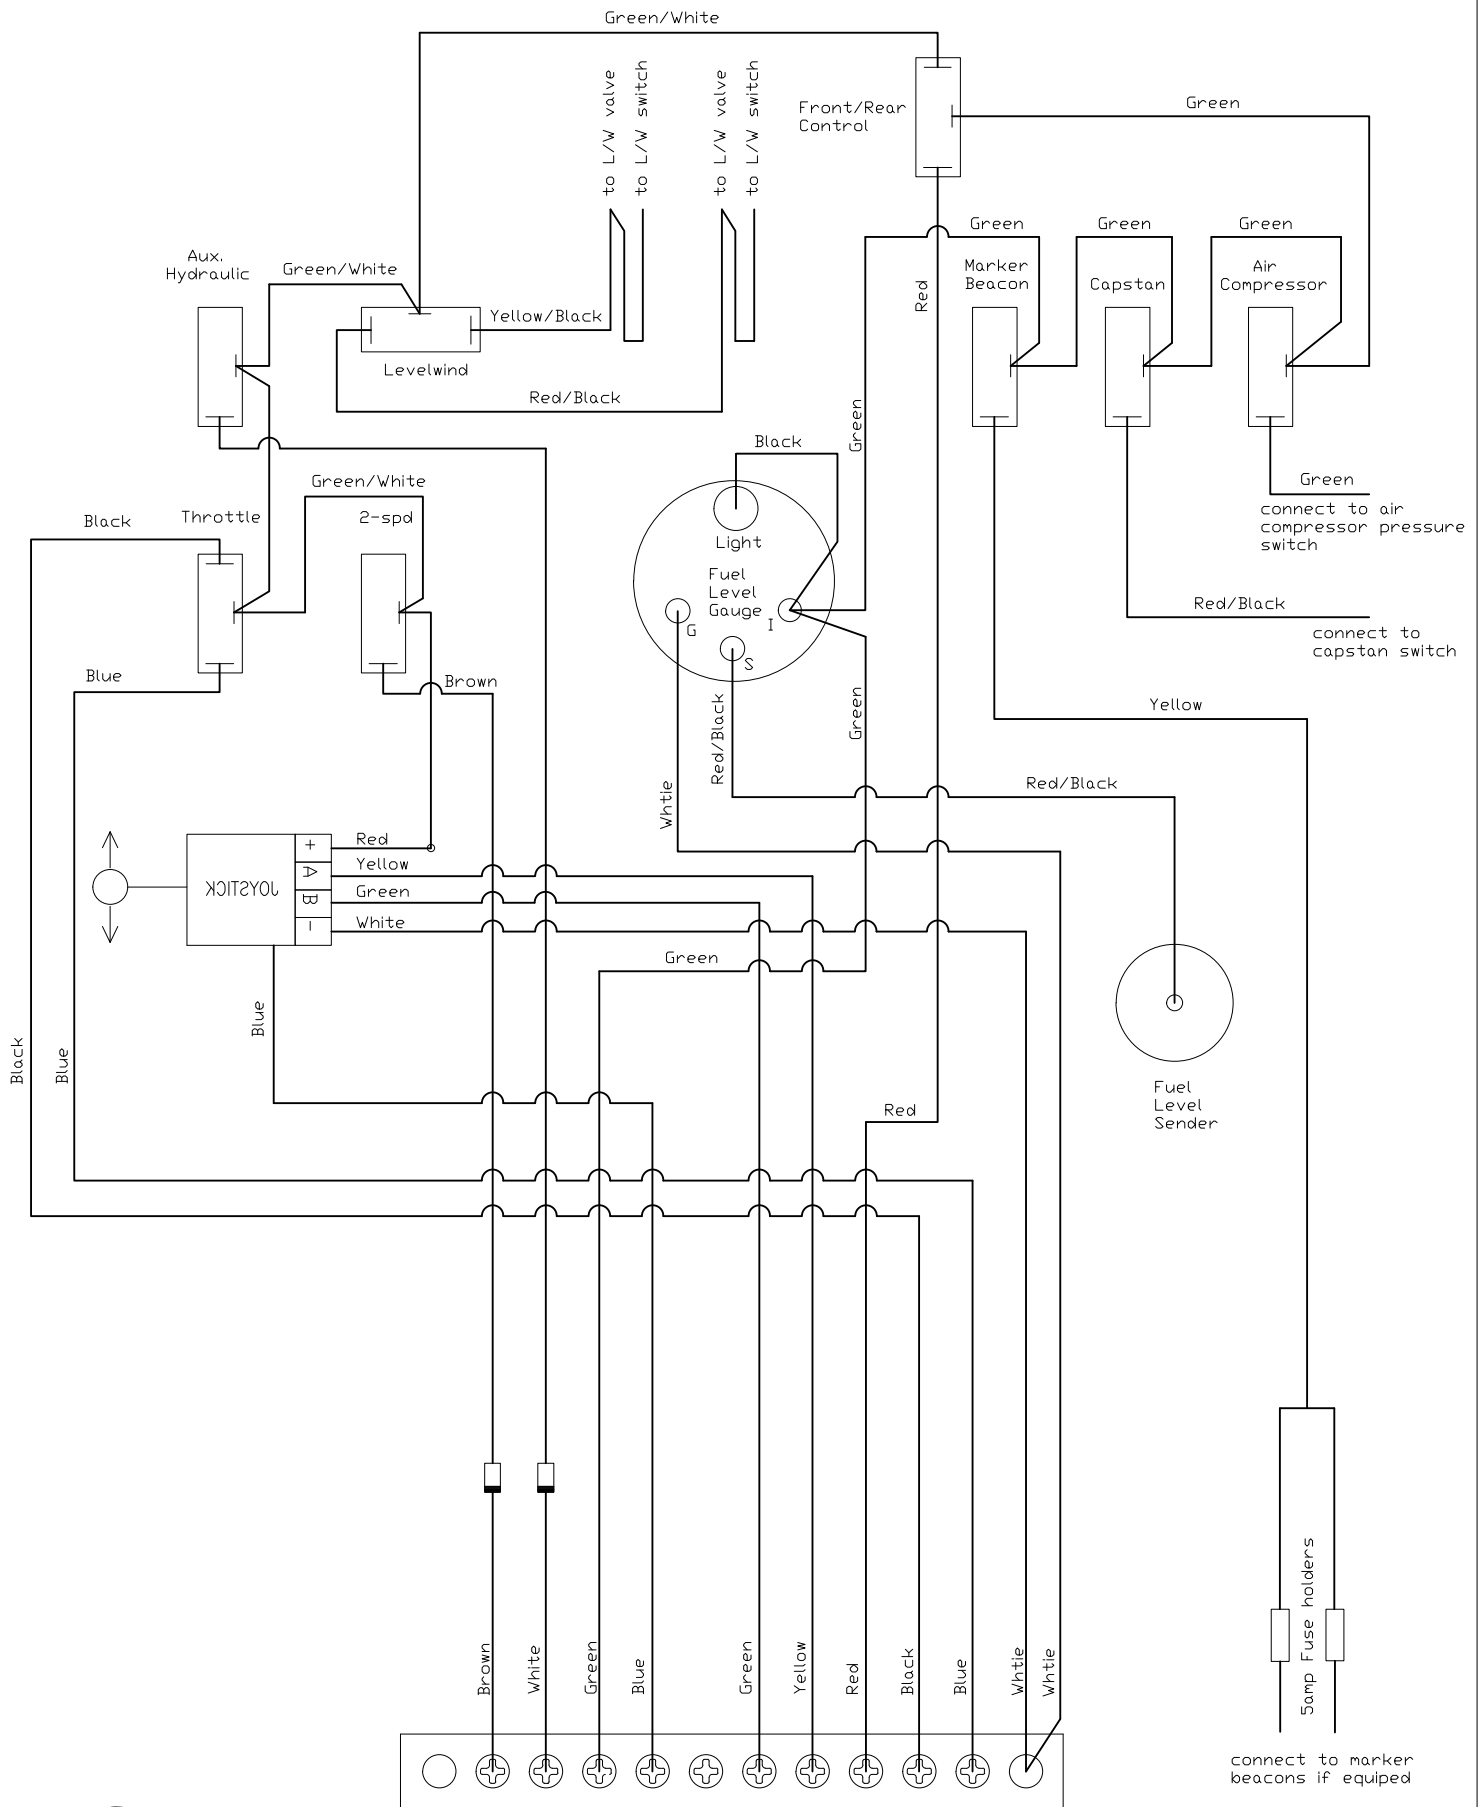 Green/White
to L/W valve
to L/W switch
to L/W valve
to L/W switch
Front/Rear
Control
Green
Aux.
Hydraulic
Green/White
Yellow/Black
Levelwind
Red/Black
Red
Green
Marker
Beacon
Green
Capstan
Green
Air
Compressor
Green
Black
Green
connect to air
compressor pressure
switch
Green/White
2-spd
Throttle
Black
Light
Fuel
Level
Gauge
G
I
S
Red/Black
connect to
capstan switch
Blue
Brown
Red/Black
Green
Yellow
Whtie
Red/Black
JOYSTICK
+
A
B
-
Red
Yellow
Green
White
Green
Blue
Black
Blue
Red
Fuel
Level
Sender
Brown
White
Green
Blue
Green
Yellow
Red
Black
Blue
Whtie
Whtie
5amp Fuse holders
connect to marker
beacons if equiped